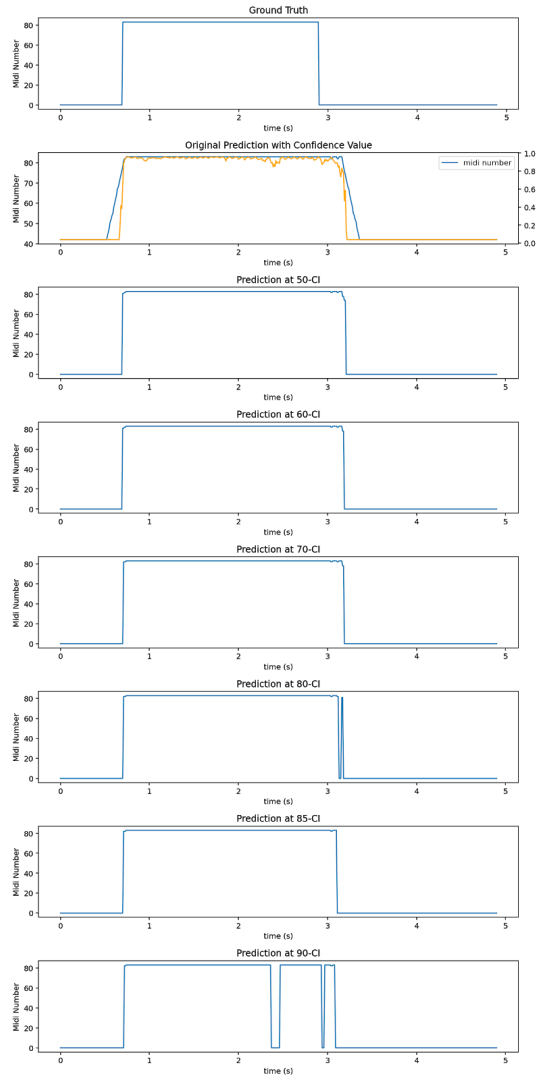 Ground Truth
80
60
40
20
0
Midi Number
0 1 2 3 4 5
time (s)
Original Prediction with Confidence Value
80
70
60
50
40
Midi Number
midi number
1.0
0.8
0.6
0.4
0.2
0.0
0 1 2 3 4 5
time (s)
Prediction at 50-CI
80
60
40
20
0
Midi Number
0 1 2 3 4 5
time (s)
Prediction at 60-CI
80
60
40
20
0
Midi Number
0 1 2 3 4 5
time (s)
Prediction at 70-CI
80
60
40
20
0
Midi Number
0 1 2 3 4 5
time (s)
Prediction at 80-CI
80
60
40
20
0
Midi Number
0 1 2 3 4 5
time (s)
Prediction at 85-CI
80
60
40
20
0
Midi Number
0 1 2 3 4 5
time (s)
Prediction at 90-CI
80
60
40
20
0
Midi Number
0 1 2 3 4 5
time (s)